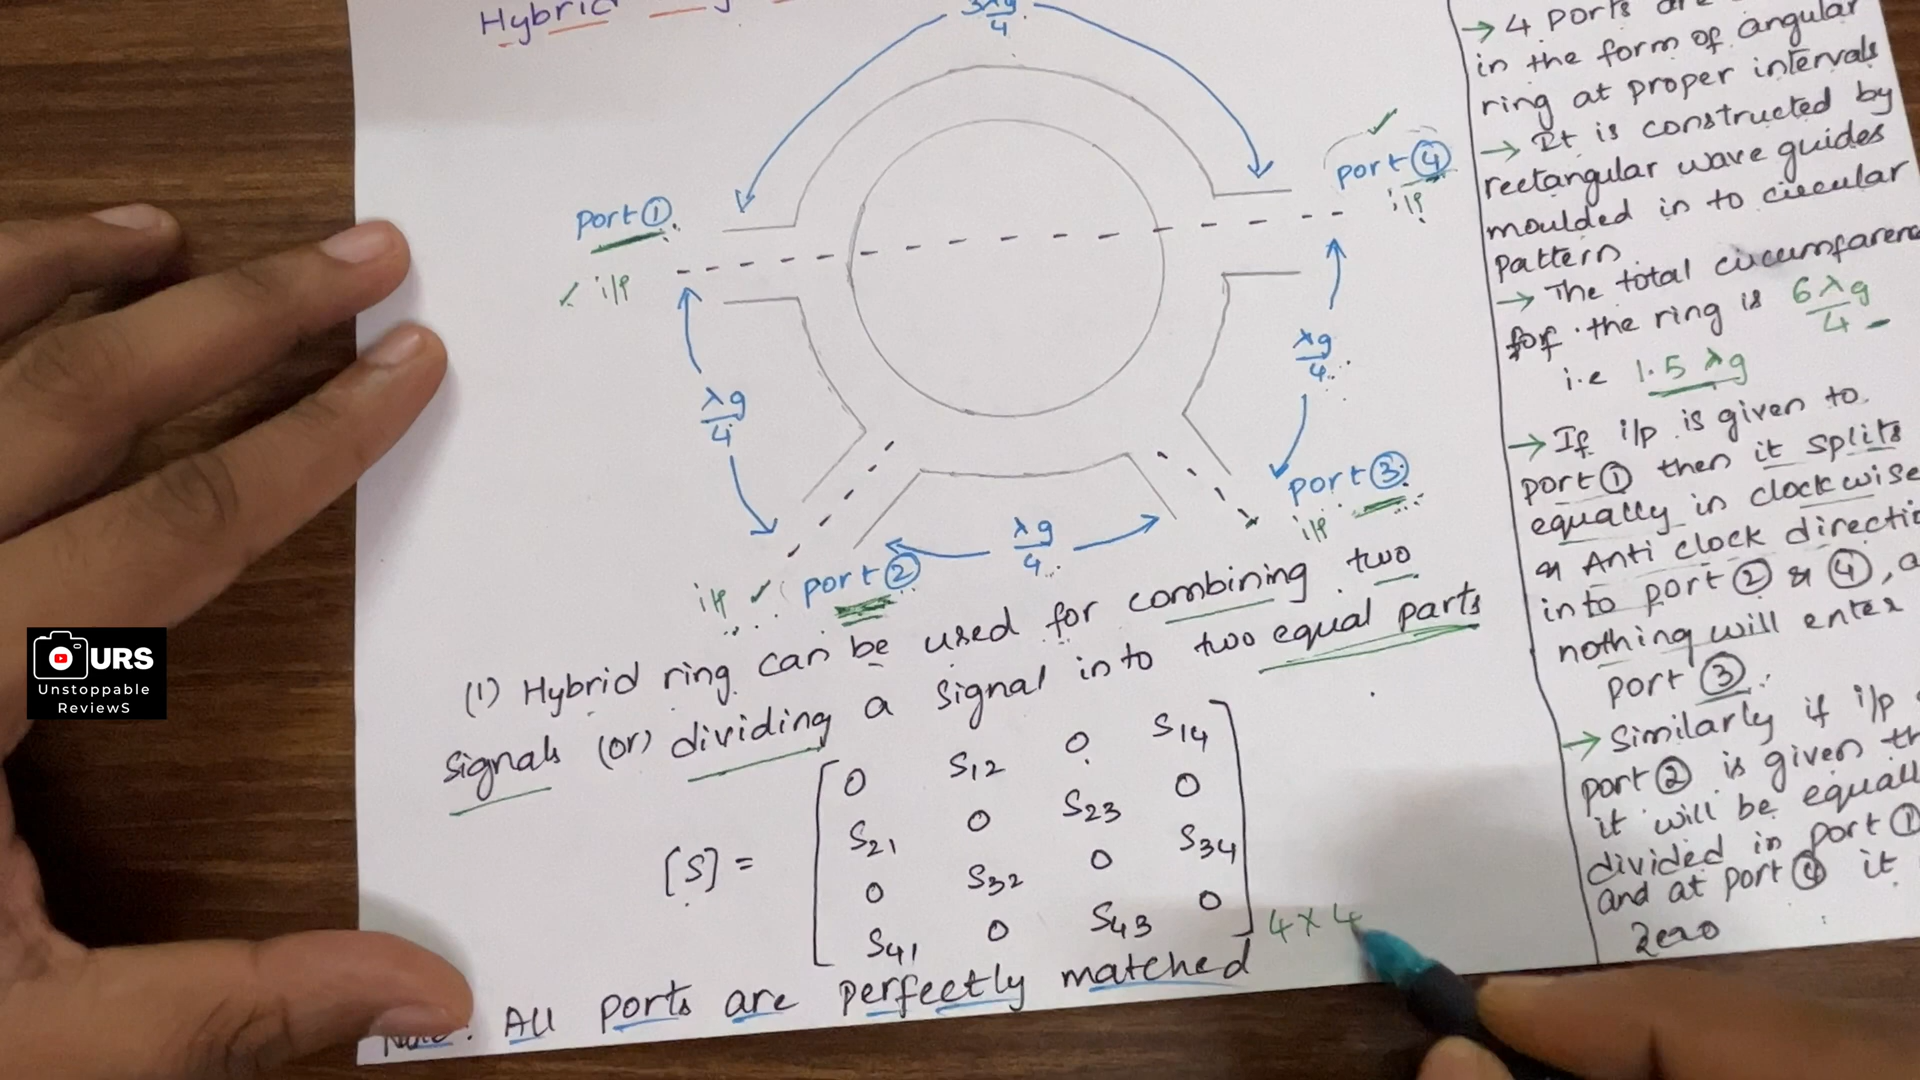 Hybrid
3λg/4
port ①
i/p
port ④
i/p
λg/4
λg/4
port ③
i/p
λg/4
i/p
port ②
(1) Hybrid ring can be used for combining two
signals (or) dividing a signal in to two equal parts
[S] =
0 S12 0 S14
S21 0 S23 0
0 S32 0 S34
S41 0 S43 0
4×4
Note: All ports are perfectly matched
→ 4 ports are
in the form of angular
ring at proper intervals
→ It is constructed by
rectangular wave guides
moulded in to circular
pattern
→ The total circumfarenc
for the ring is 6λg/4
i.e 1.5 λg
→ If i/p is given to
port ① then it splits
equally in clockwise
Anti clock directio
into port ② & ④, a
nothing will enter
port ③.
→ Similarly if i/p
port ② is given th
it will be equall
divided in port ①
and at port ④ it
zero
OURS
Unstoppable
ReviewS